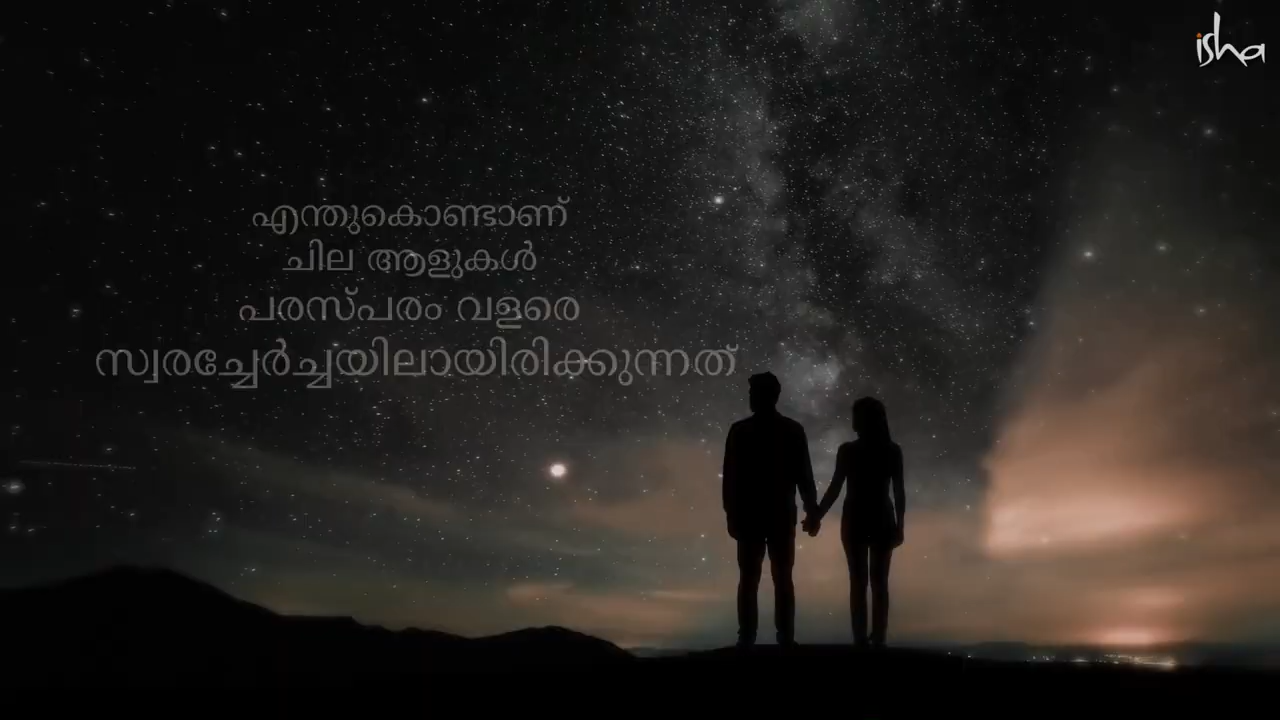 isha
എന്തുകൊണ്ടാണ്
ചില ആളുകൾ
പരസ്പരം വളരെ
സ്വരച്ചേർച്ചയിലായിരിക്കുന്നത്